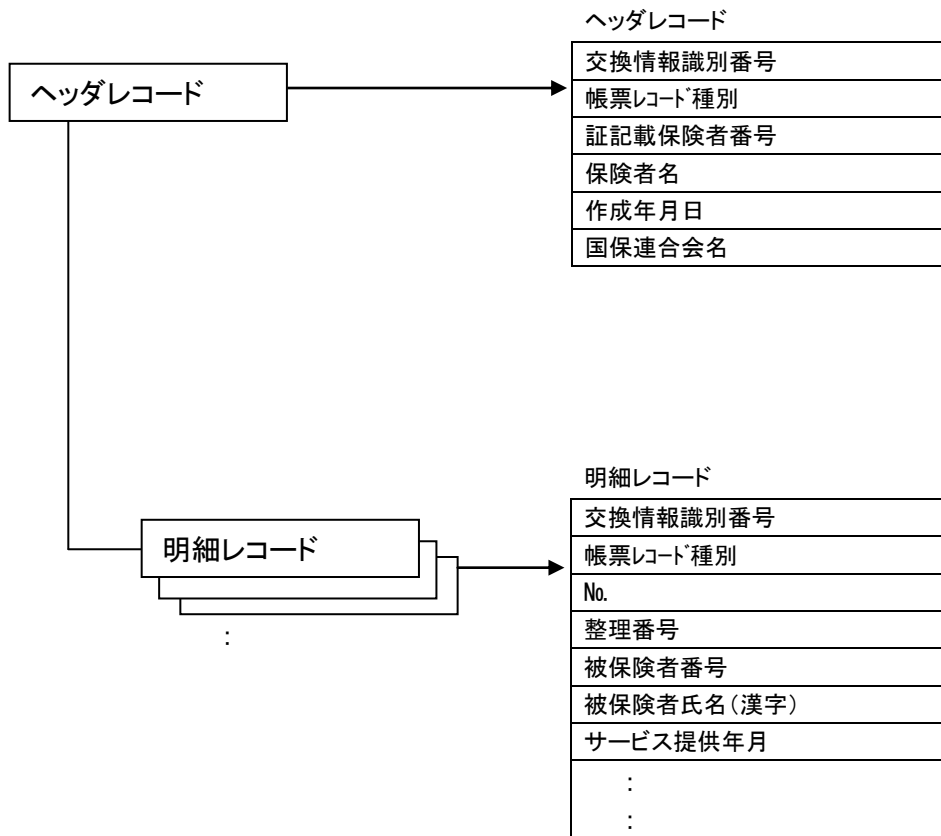 ヘッダレコード
ヘッダレコード
交換情報識別番号
帳票ﾚｺｰﾄﾞ種別
証記載保険者番号
保険者名
作成年月日
国保連合会名
明細レコード
:
明細レコード
交換情報識別番号
帳票ﾚｺｰﾄﾞ種別
№
整理番号
被保険者番号
被保険者氏名(漢字)
サービス提供年月
:
: